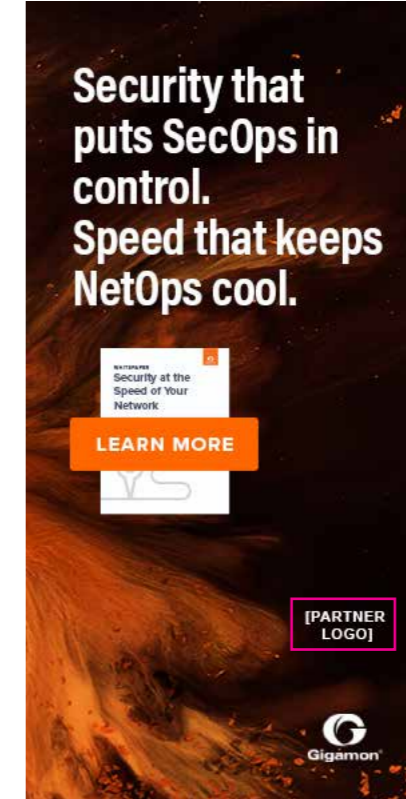 Security that
puts SecOps in
control.
Speed that keeps
NetOps cool.
WHITEPAPER
Security at the
Speed of Your
Network
LEARN MORE
[PARTNER
LOGO]
Gigamon®